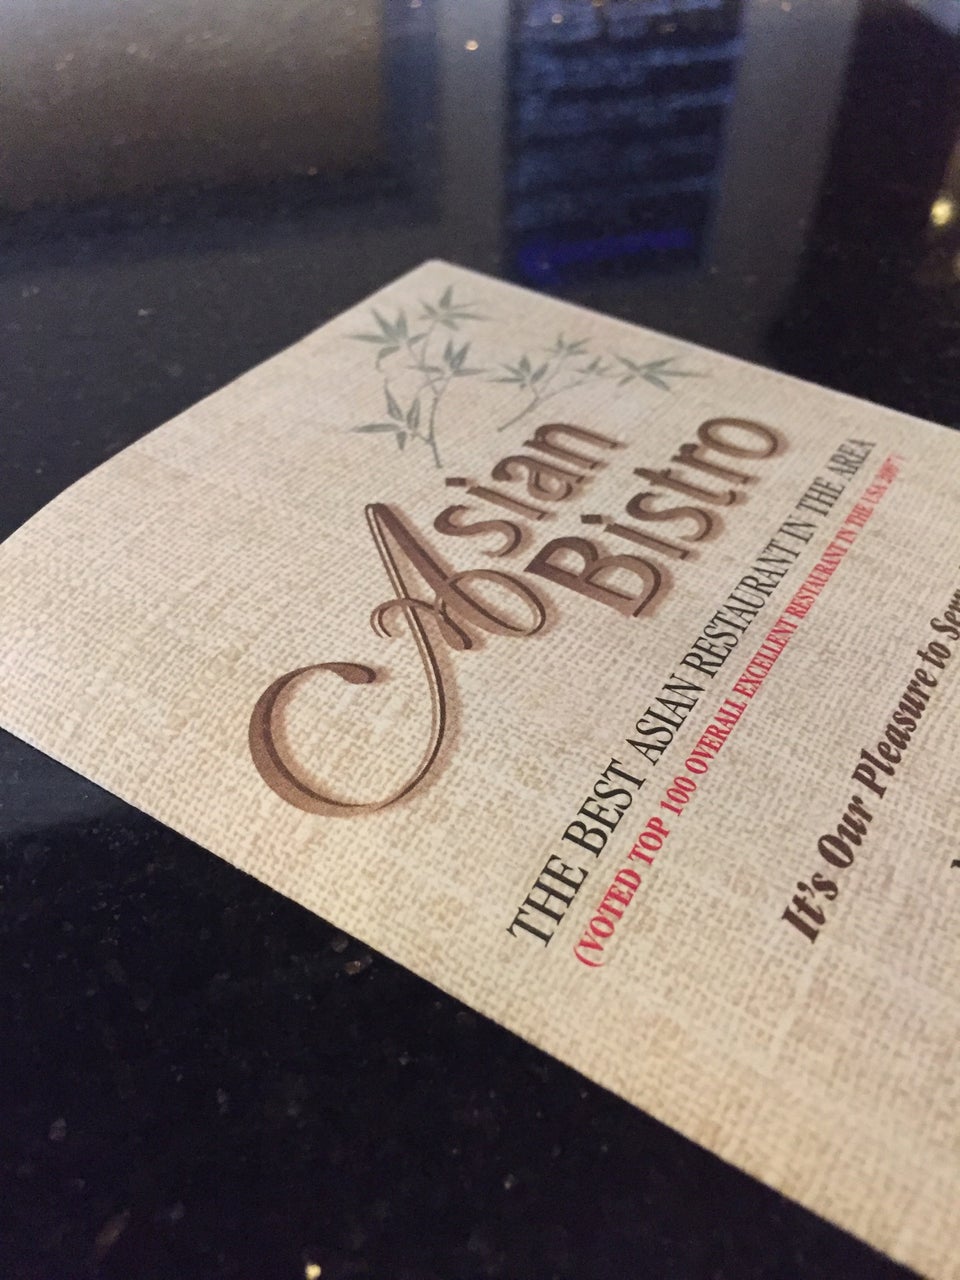 Asian
Bistro
THE BEST ASIAN RESTAURANT IN THE AREA
(VOTED TOP 100 OVERALL EXCELLENT RESTAURANT IN THE USA 2007)
It's Our Pleasure to